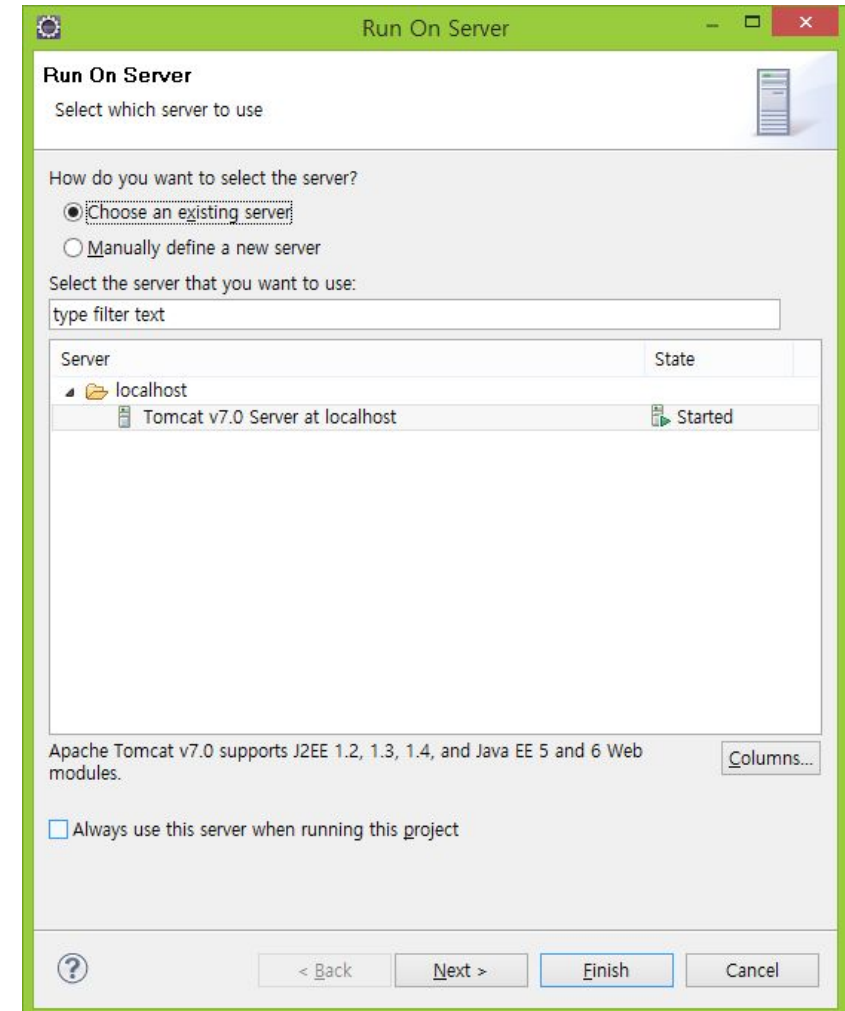 Run On Server
Run On Server
Select which server to use
How do you want to select the server?
Choose an existing server
Manually define a new server
Select the server that you want to use:
type filter text
Server State
localhost
Tomcat v7.0 Server at localhost Started
Apache Tomcat v7.0 supports J2EE 1.2, 1.3, 1.4, and Java EE 5 and 6 Web
modules.
Columns...
Always use this server when running this project
< Back Next > Finish Cancel